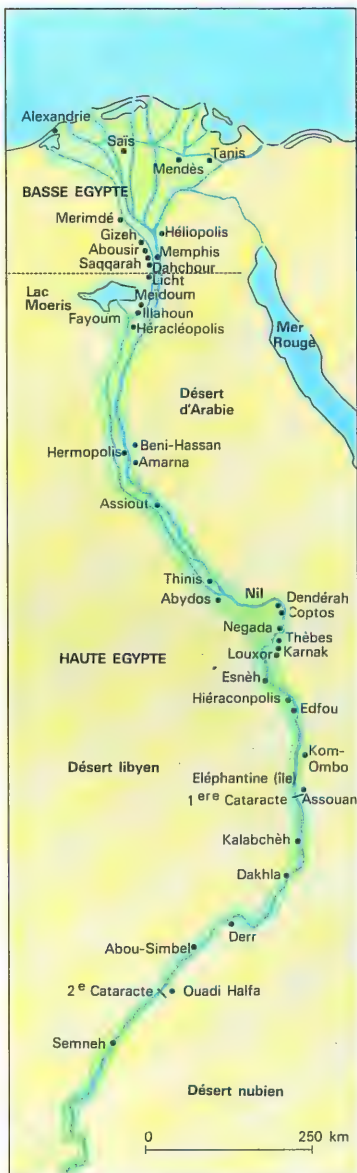 Alexandrie
Saïs
Tanis
Mendès
BASSE EGYPTE
Merimdé
Héliopolis
Gizeh
Abousir
Memphis
Saqqarah
Dahchour
Licht
Lac
Moeris
Meïdoum
Fayoum
Illahoun
Héracléopolis
Mer
Rouge
Désert
d'Arabie
Beni-Hassan
Hermopolis
Amarna
Assiout
Thinis
Nil
Dendérah
Abydos
Coptos
Negada
Thèbes
HAUTE EGYPTE
Karnak
Louxor
Esnèh
Hiéraconpolis
Edfou
Kom-
Ombo
Désert libyen
Eléphantine (île)
1ere Cataracte
Assouan
Kalabchèh
Dakhla
Derr
Abou-Simbel
2e Cataracte
Ouadi Halfa
Semneh
Désert nubien
0 250 km